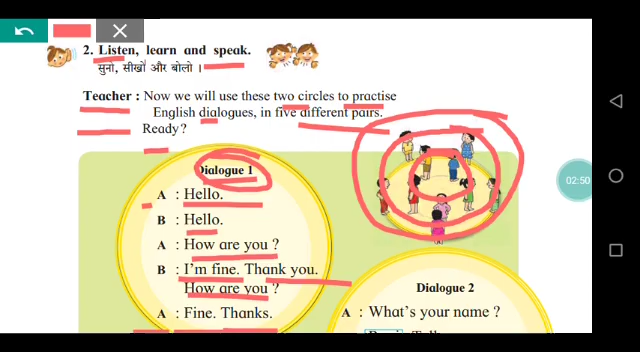 2. Listen, learn and speak.
सुनो, सीखो और बोलो ।
Teacher : Now we will use these two circles to practise
English dialogues, in five different pairs.
Ready?
Dialogue 1
A : Hello.
B : Hello.
A : How are you ?
B : I'm fine. Thank you.
How are you ?
A : Fine. Thanks.
Dialogue 2
A : What's your name ?
02:50